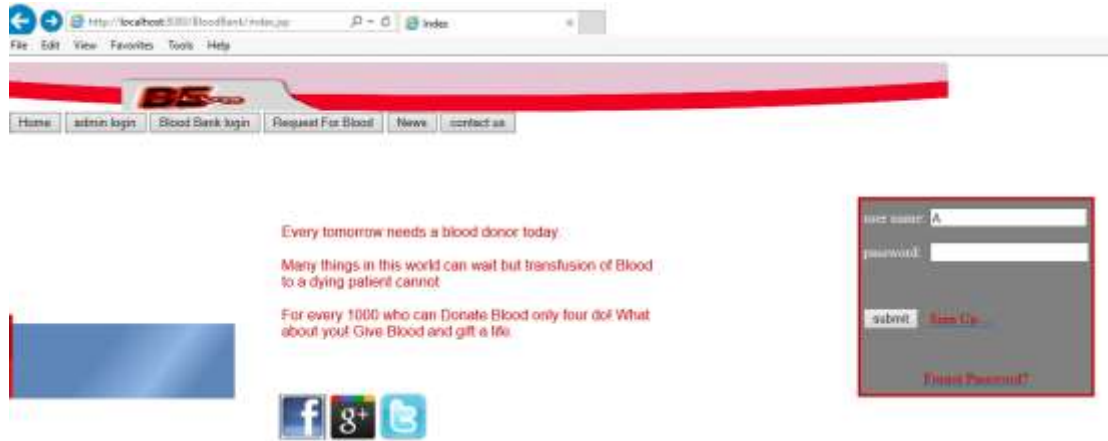 http://localhost:8080/BloodBank/index.jsp
Index
File Edit View Favorites Tools Help
Home admin login Blood Bank login Request For Blood News contact us
user name: A
Every tomorrow needs a blood donor today.
password:
Many things in this world can wait but transfusion of Blood
to a dying patient cannot
For every 1000 who can Donate Blood only four do! What
about you! Give Blood and gift a life.
submit Sign Up...
Forgot Password?
f g+